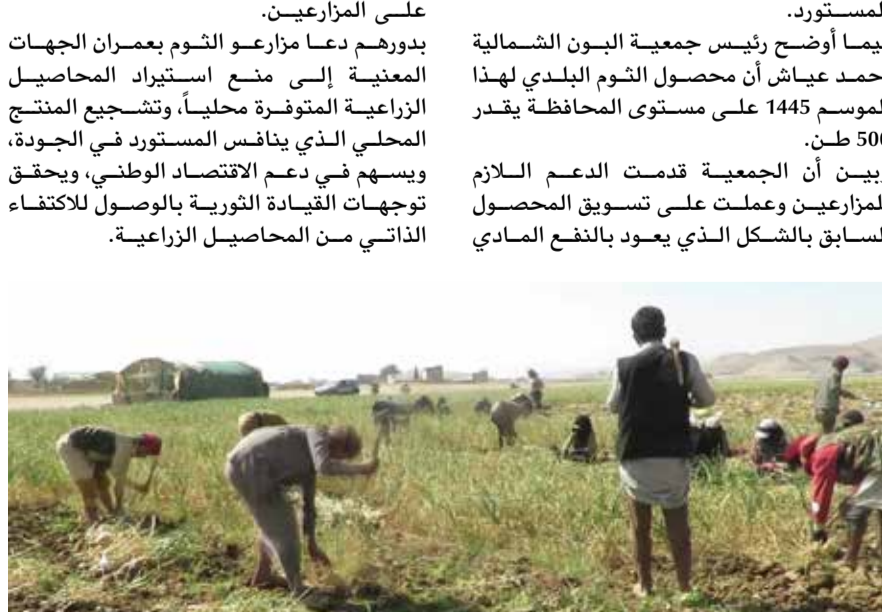 لمستورد.
يما أوضح رئيس جمعية البون الشمالية
حمد عياش أن محصول الثوم البلدي لهذا
لموسم 1445 على مستوى المحافظة يقدر
500 طن.
بين أن الجمعية قدمت الدعم اللازم
لمزارعين وعملت على تسويق المحصول
لسابق بالشكل الذي يعود بالنفع المادي
على المزارعين.
بدورهم دعا مزارعو الثوم بعمران الجهات
المعنية إلى منع استيراد المحاصيل
الزراعية المتوفرة محلياً، وتشجيع المنتج
المحلي الذي ينافس المستورد في الجودة،
ويسهم في دعم الاقتصاد الوطني، ويحقق
توجهات القيادة الثورية بالوصول للاكتفاء
الذاتي من المحاصيل الزراعية.